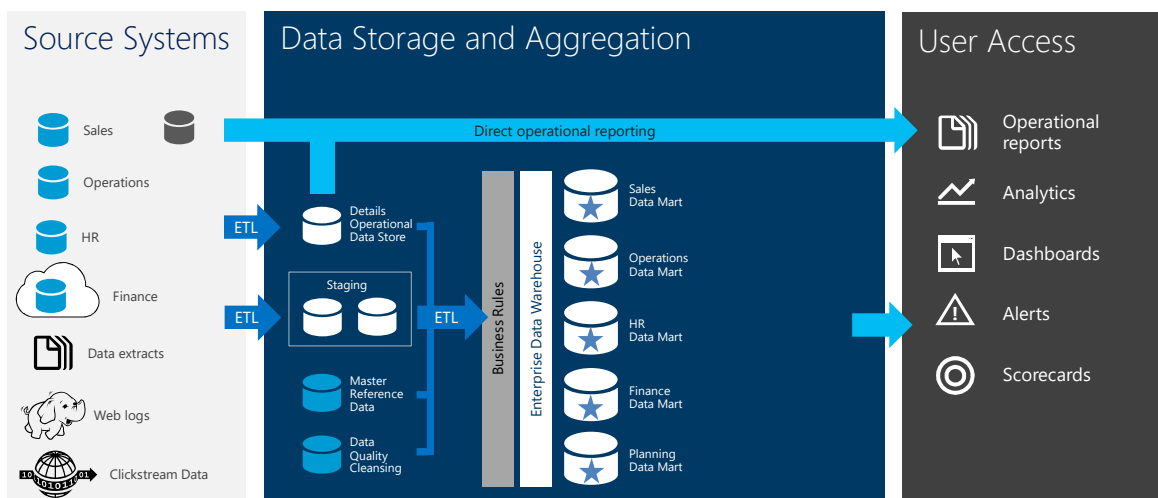 Source Systems
Data Storage and Aggregation
User Access
Sales
Operations
HR
Finance
Data extracts
Web logs
Clickstream Data
Direct operational reporting
ETL
ETL
Details
Operational
Data Store
Staging
Master
Reference
Data
Data
Quality
Cleansing
ETL
Business Rules
Enterprise Data Warehouse
Sales
Data Mart
Operations
Data Mart
HR
Data Mart
Finance
Data Mart
Planning
Data Mart
Operational
reports
Analytics
Dashboards
Alerts
Scorecards